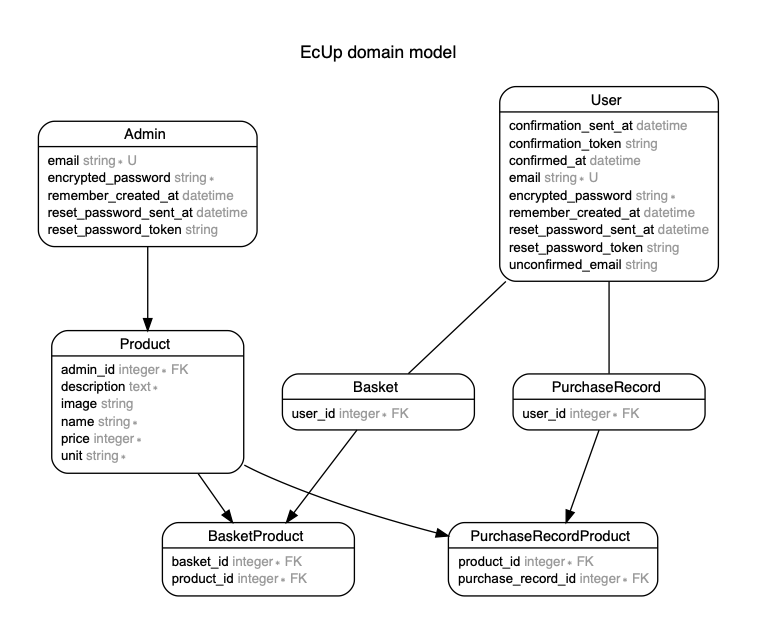 EcUp domain model
Admin
email string ∗ U
encrypted_password string ∗
remember_created_at datetime
reset_password_sent_at datetime
reset_password_token string
User
confirmation_sent_at datetime
confirmation_token string
confirmed_at datetime
email string ∗ U
encrypted_password string ∗
remember_created_at datetime
reset_password_sent_at datetime
reset_password_token string
unconfirmed_email string
Product
admin_id integer ∗ FK
description text ∗
image string
name string ∗
price integer ∗
unit string ∗
Basket
user_id integer ∗ FK
PurchaseRecord
user_id integer ∗ FK
BasketProduct
basket_id integer ∗ FK
product_id integer ∗ FK
PurchaseRecordProduct
product_id integer ∗ FK
purchase_record_id integer ∗ FK